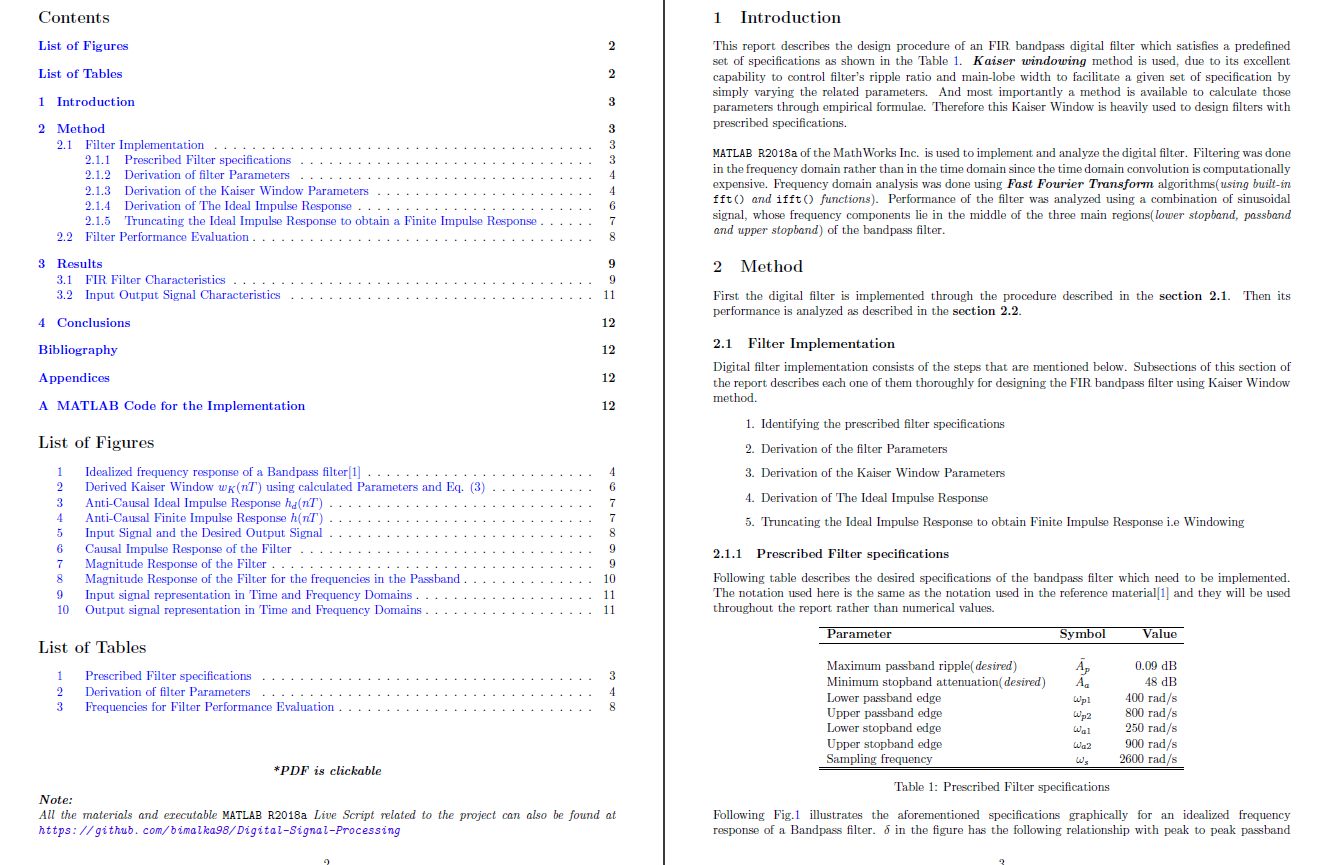 Contents
List of Figures 2
List of Tables 2
1 Introduction 3
2 Method 3
2.1 Filter Implementation . . . . . . . . . . . . . . . . . . . . . . . . . . . . . . . . . . . . . . . . . 3
2.1.1 Prescribed Filter specifications . . . . . . . . . . . . . . . . . . . . . . . . . . . . . . . . 3
2.1.2 Derivation of filter Parameters . . . . . . . . . . . . . . . . . . . . . . . . . . . . . . . . 4
2.1.3 Derivation of the Kaiser Window Parameters . . . . . . . . . . . . . . . . . . . . . . . . 4
2.1.4 Derivation of The Ideal Impulse Response . . . . . . . . . . . . . . . . . . . . . . . . . . 6
2.1.5 Truncating the Ideal Impulse Response to obtain a Finite Impulse Response . . . . . . 7
2.2 Filter Performance Evaluation . . . . . . . . . . . . . . . . . . . . . . . . . . . . . . . . . . . . . 8
3 Results 9
3.1 FIR Filter Characteristics . . . . . . . . . . . . . . . . . . . . . . . . . . . . . . . . . . . . . . . 9
3.2 Input Output Signal Characteristics . . . . . . . . . . . . . . . . . . . . . . . . . . . . . . . . . 11
4 Conclusions 12
Bibliography 12
Appendices 12
A MATLAB Code for the Implementation 12
List of Figures
1 Idealized frequency response of a Bandpass filter[1] . . . . . . . . . . . . . . . . . . . . . . . . . 4
2 Derived Kaiser Window wK(nT) using calculated Parameters and Eq. (3) . . . . . . . . . . . 6
3 Anti-Causal Ideal Impulse Response hd(nT) . . . . . . . . . . . . . . . . . . . . . . . . . . . . . 7
4 Anti-Causal Finite Impulse Response h(nT) . . . . . . . . . . . . . . . . . . . . . . . . . . . . . 7
5 Input Signal and the Desired Output Signal . . . . . . . . . . . . . . . . . . . . . . . . . . . . . 8
6 Causal Impulse Response of the Filter . . . . . . . . . . . . . . . . . . . . . . . . . . . . . . . . 9
7 Magnitude Response of the Filter . . . . . . . . . . . . . . . . . . . . . . . . . . . . . . . . . . . 9
8 Magnitude Response of the Filter for the frequencies in the Passband . . . . . . . . . . . . . . 10
9 Input signal representation in Time and Frequency Domains . . . . . . . . . . . . . . . . . . . . 11
10 Output signal representation in Time and Frequency Domains . . . . . . . . . . . . . . . . . . . 11
List of Tables
1 Prescribed Filter specifications . . . . . . . . . . . . . . . . . . . . . . . . . . . . . . . . . . . . 3
2 Derivation of filter Parameters . . . . . . . . . . . . . . . . . . . . . . . . . . . . . . . . . . . . 4
3 Frequencies for Filter Performance Evaluation . . . . . . . . . . . . . . . . . . . . . . . . . . . . 8
*PDF is clickable
Note:
All the materials and executable MATLAB R2018a Live Script related to the project can also be found at
https://github.com/bimalka98/Digital-Signal-Processing
2
1 Introduction
This report describes the design procedure of an FIR bandpass digital filter which satisfies a predefined
set of specifications as shown in the Table 1. Kaiser windowing method is used, due to its excellent
capability to control filter's ripple ratio and main-lobe width to facilitate a given set of specification by
simply varying the related parameters. And most importantly a method is available to calculate those
parameters through empirical formulae. Therefore this Kaiser Window is heavily used to design filters with
prescribed specifications.
MATLAB R2018a of the MathWorks Inc. is used to implement and analyze the digital filter. Filtering was done
in the frequency domain rather than in the time domain since the time domain convolution is computationally
expensive. Frequency domain analysis was done using Fast Fourier Transform algorithms(using built-in
fft() and ifft() functions). Performance of the filter was analyzed using a combination of sinusoidal
signal, whose frequency components lie in the middle of the three main regions(lower stopband, passband
and upper stopband) of the bandpass filter.
2 Method
First the digital filter is implemented through the procedure described in the section 2.1. Then its
performance is analyzed as described in the section 2.2.
2.1 Filter Implementation
Digital filter implementation consists of the steps that are mentioned below. Subsections of this section of
the report describes each one of them thoroughly for designing the FIR bandpass filter using Kaiser Window
method.
1. Identifying the prescribed filter specifications
2. Derivation of the filter Parameters
3. Derivation of the Kaiser Window Parameters
4. Derivation of The Ideal Impulse Response
5. Truncating the Ideal Impulse Response to obtain Finite Impulse Response i.e Windowing
2.1.1 Prescribed Filter specifications
Following table describes the desired specifications of the bandpass filter which need to be implemented.
The notation used here is the same as the notation used in the reference material[1] and they will be used
throughout the report rather than numerical values.
Parameter Symbol Value
Maximum passband ripple(desired) Ãp 0.09 dB
Minimum stopband attenuation(desired) Ãa 48 dB
Lower passband edge ωp1 400 rad/s
Upper passband edge ωp2 800 rad/s
Lower stopband edge ωa1 250 rad/s
Upper stopband edge ωa2 900 rad/s
Sampling frequency ωs 2600 rad/s
Table 1: Prescribed Filter specifications
Following Fig.1 illustrates the aforementioned specifications graphically for an idealized frequency
response of a Bandpass filter. δ in the figure has the following relationship with peak to peak passband
3